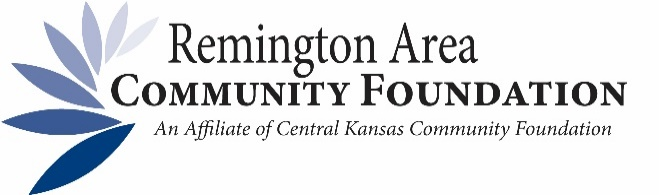 Remington Area
Community Foundation
An Affiliate of Central Kansas Community Foundation